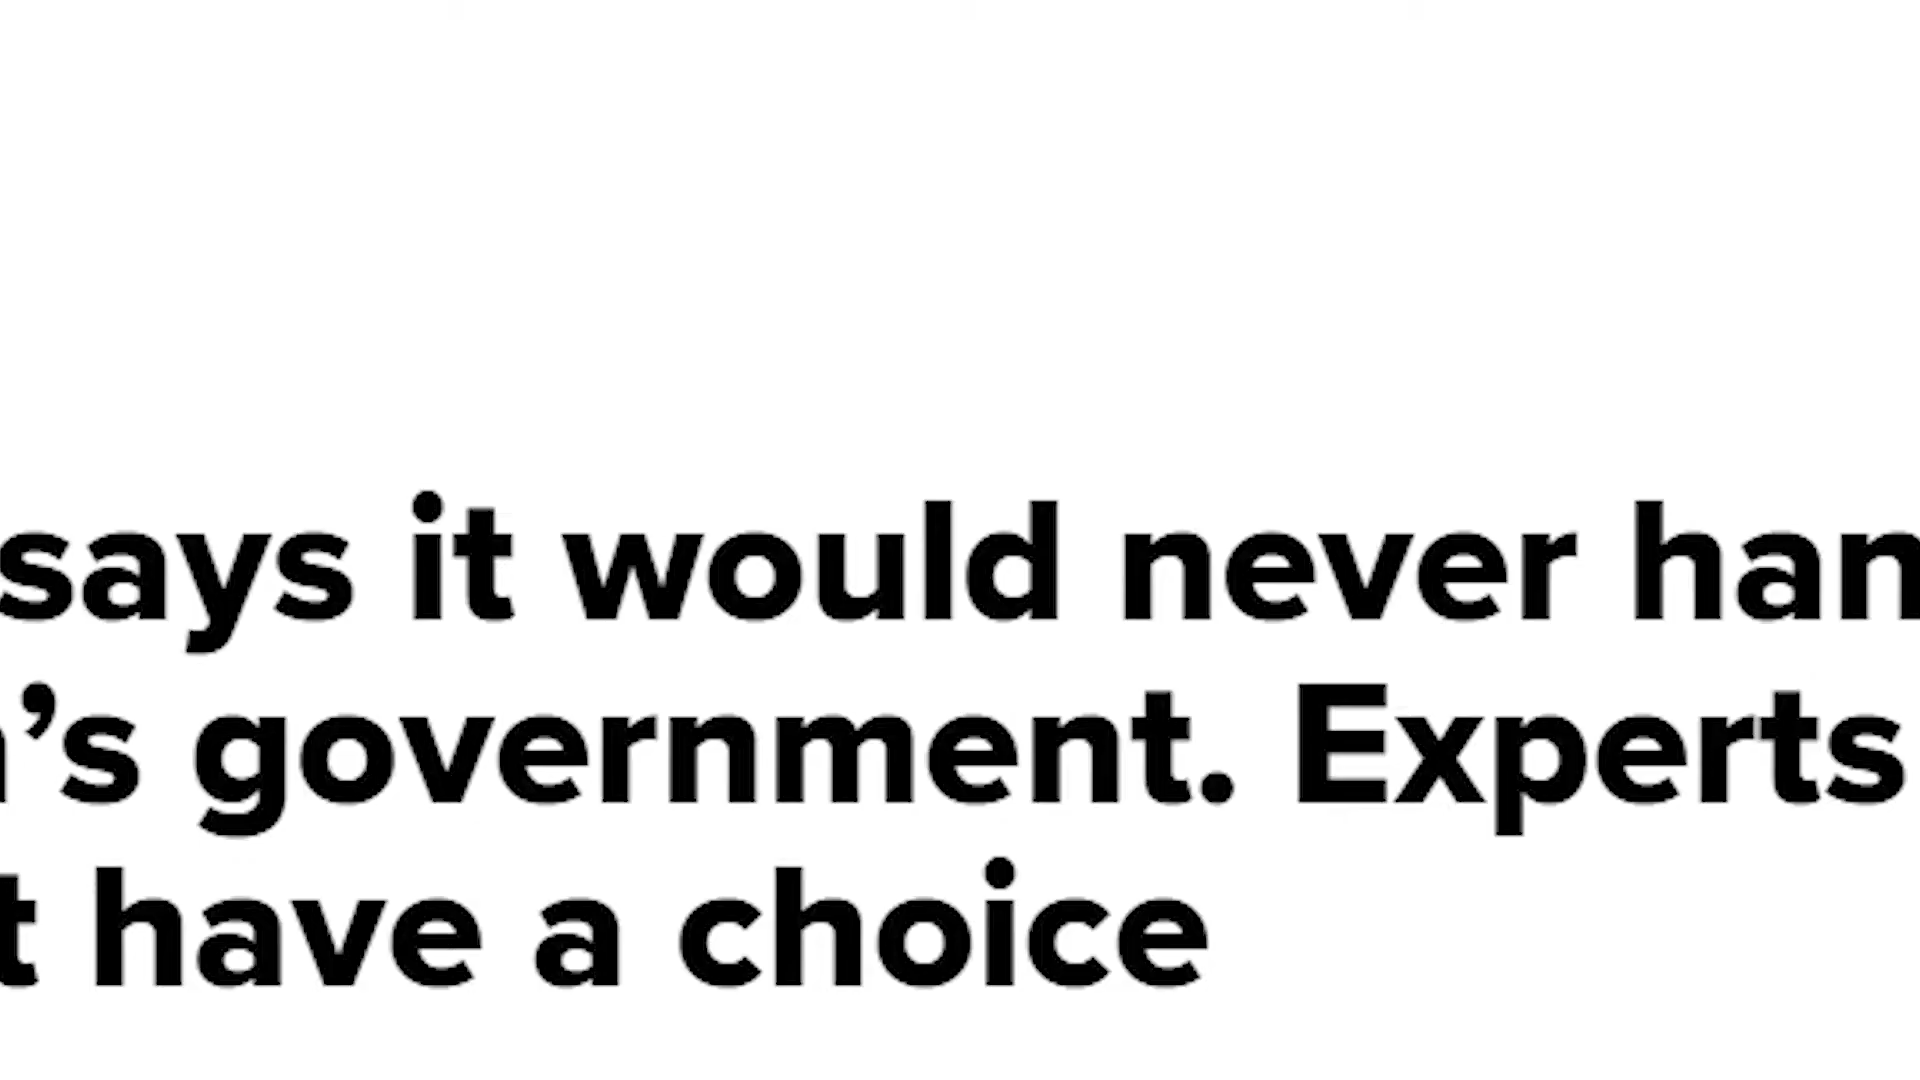 says it would never han
’s government. Experts
t have a choice